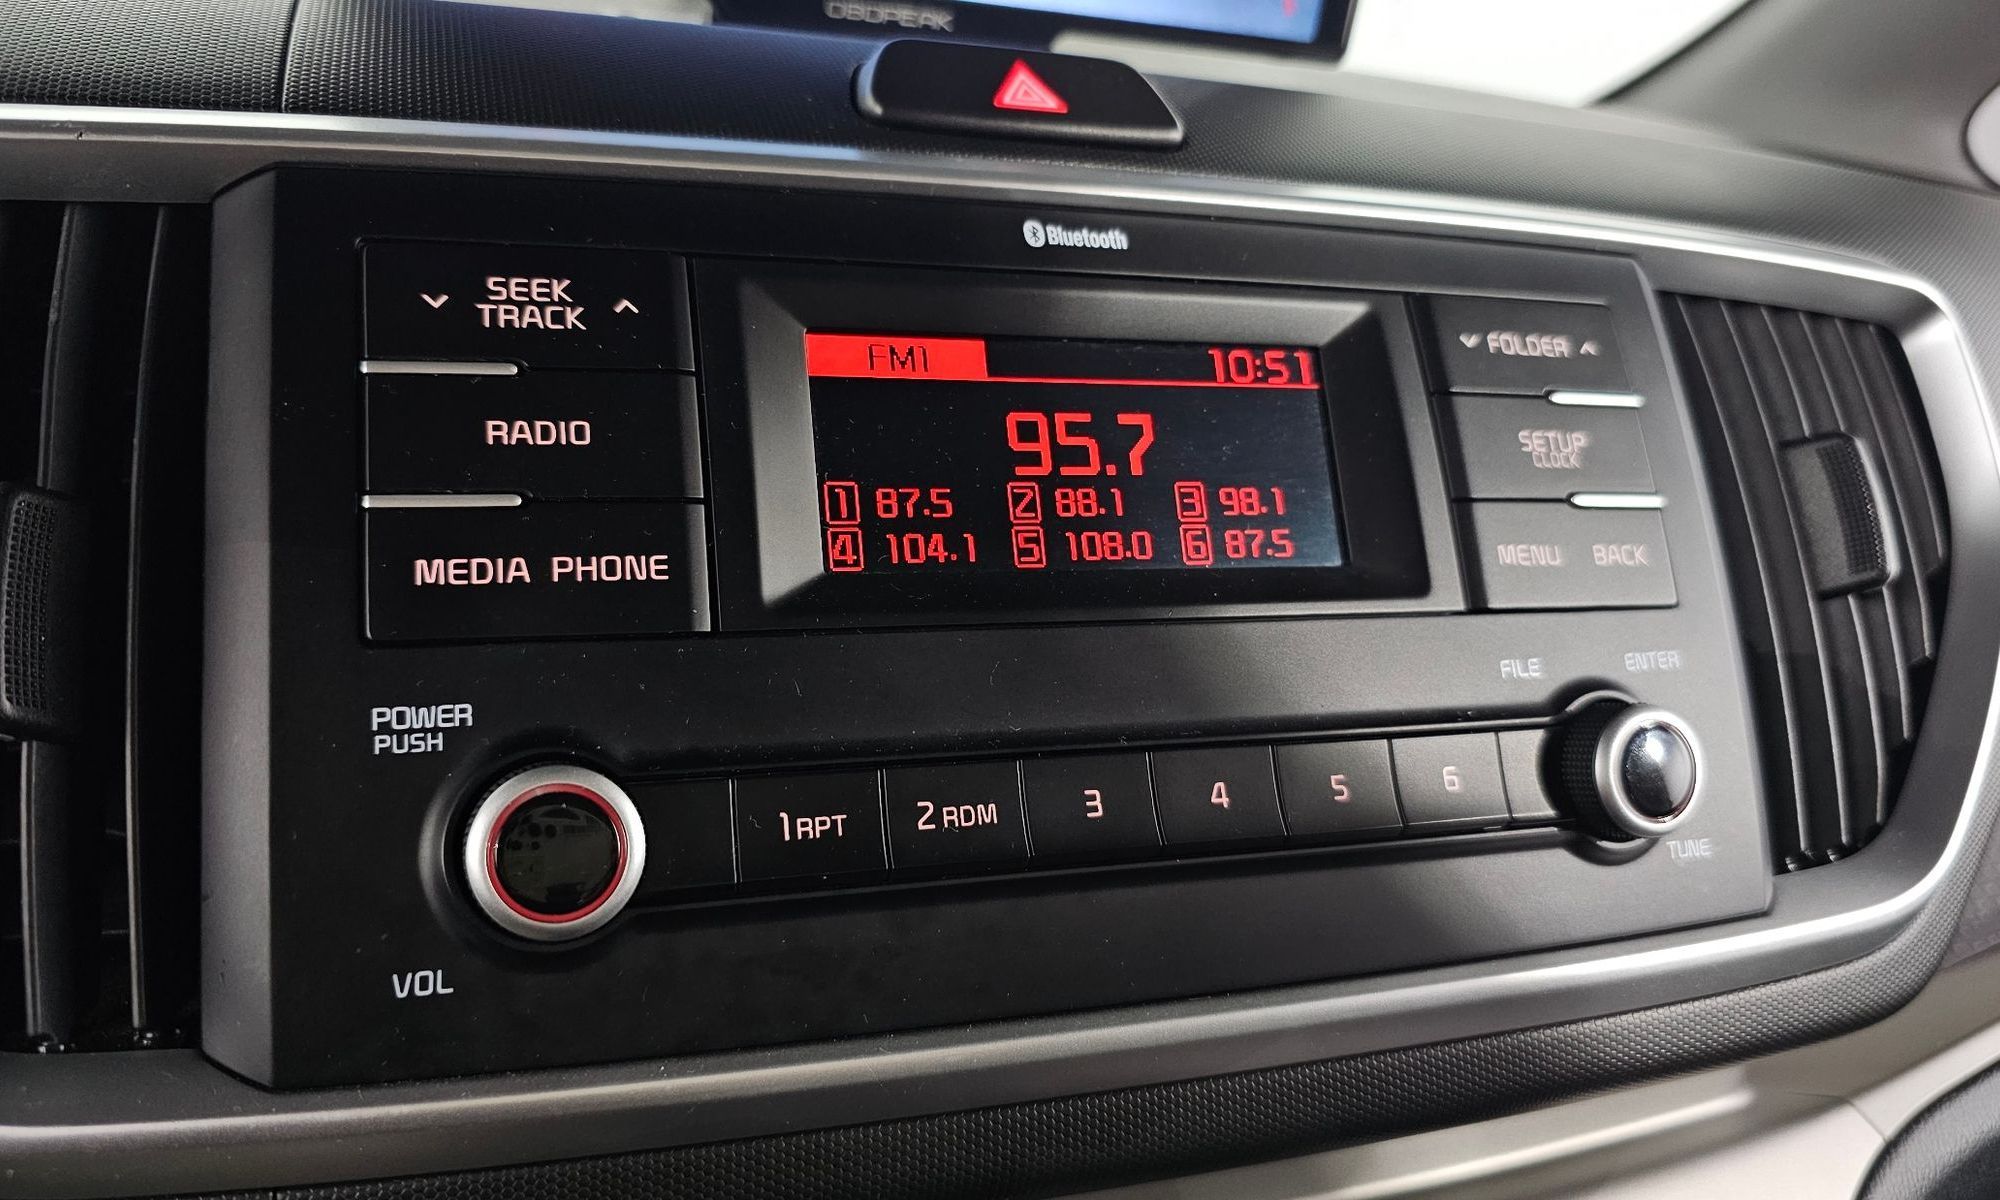 OBDPEAK
Bluetooth
SEEK
TRACK
FOLDER
FM1 10:51
RADIO
95.7
SETUP
CLOCK
1 87.5 2 88.1 3 98.1
4 104.1 5 108.0 6 87.5
MEDIA PHONE
MENU BACK
FILE ENTER
POWER
PUSH
1 RPT 2 RDM 3 4 5 6
TUNE
VOL